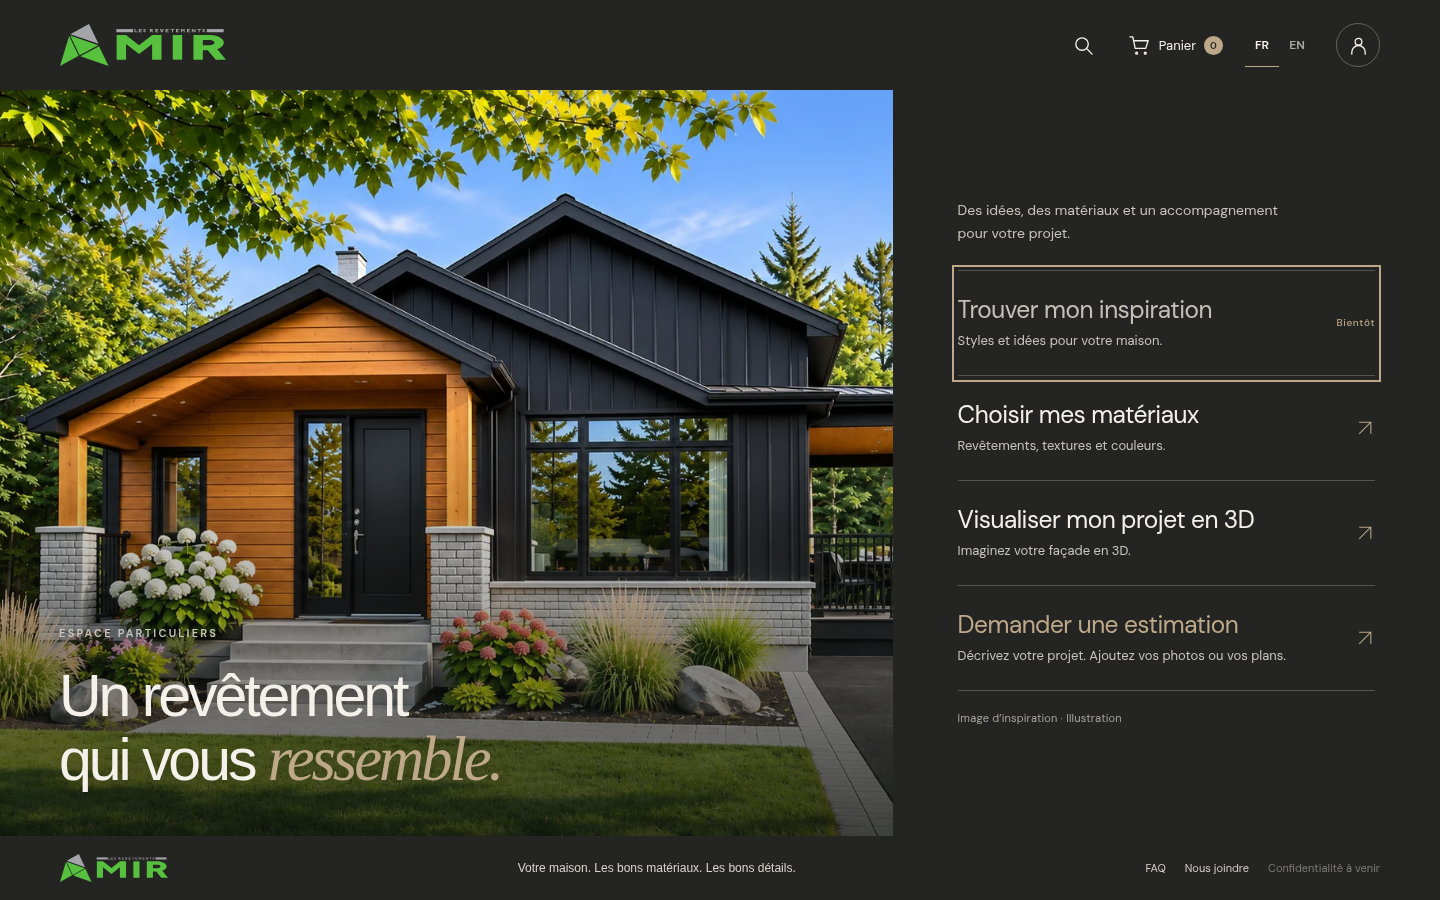 LES REVÊTEMENTS
MIR
Panier 0
FR EN
Des idées, des matériaux et un accompagnement
pour votre projet.
Trouver mon inspiration
Styles et idées pour votre maison.
Bientôt
Choisir mes matériaux
Revêtements, textures et couleurs.
Visualiser mon projet en 3D
Imaginez votre façade en 3D.
Demander une estimation
Décrivez votre projet. Ajoutez vos photos ou vos plans.
Image d’inspiration · Illustration
ESPACE PARTICULIERS
Un revêtement
qui vous ressemble.
LES REVÊTEMENTS
MIR
Votre maison. Les bons matériaux. Les bons détails.
FAQ Nous joindre Confidentialité à venir